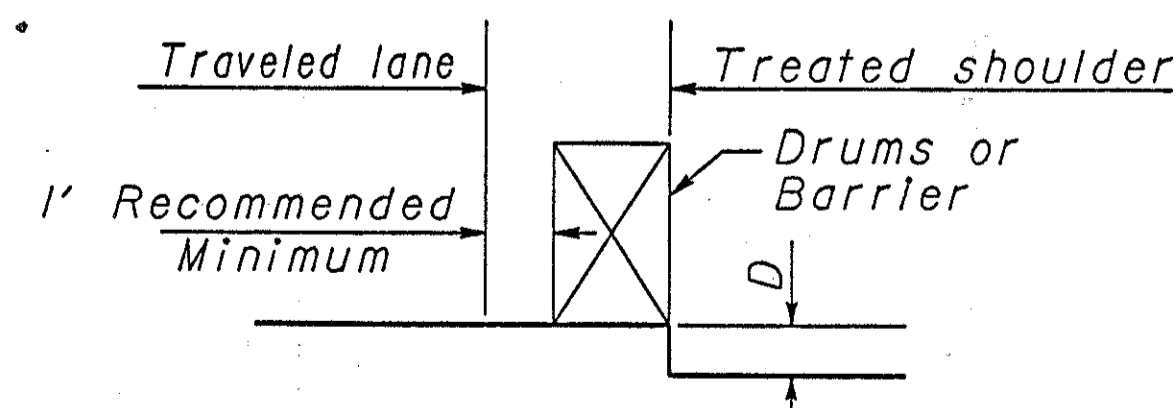 Traveled lane
Treated shoulder
Drums or
Barrier
1' Recommended
Minimum
D